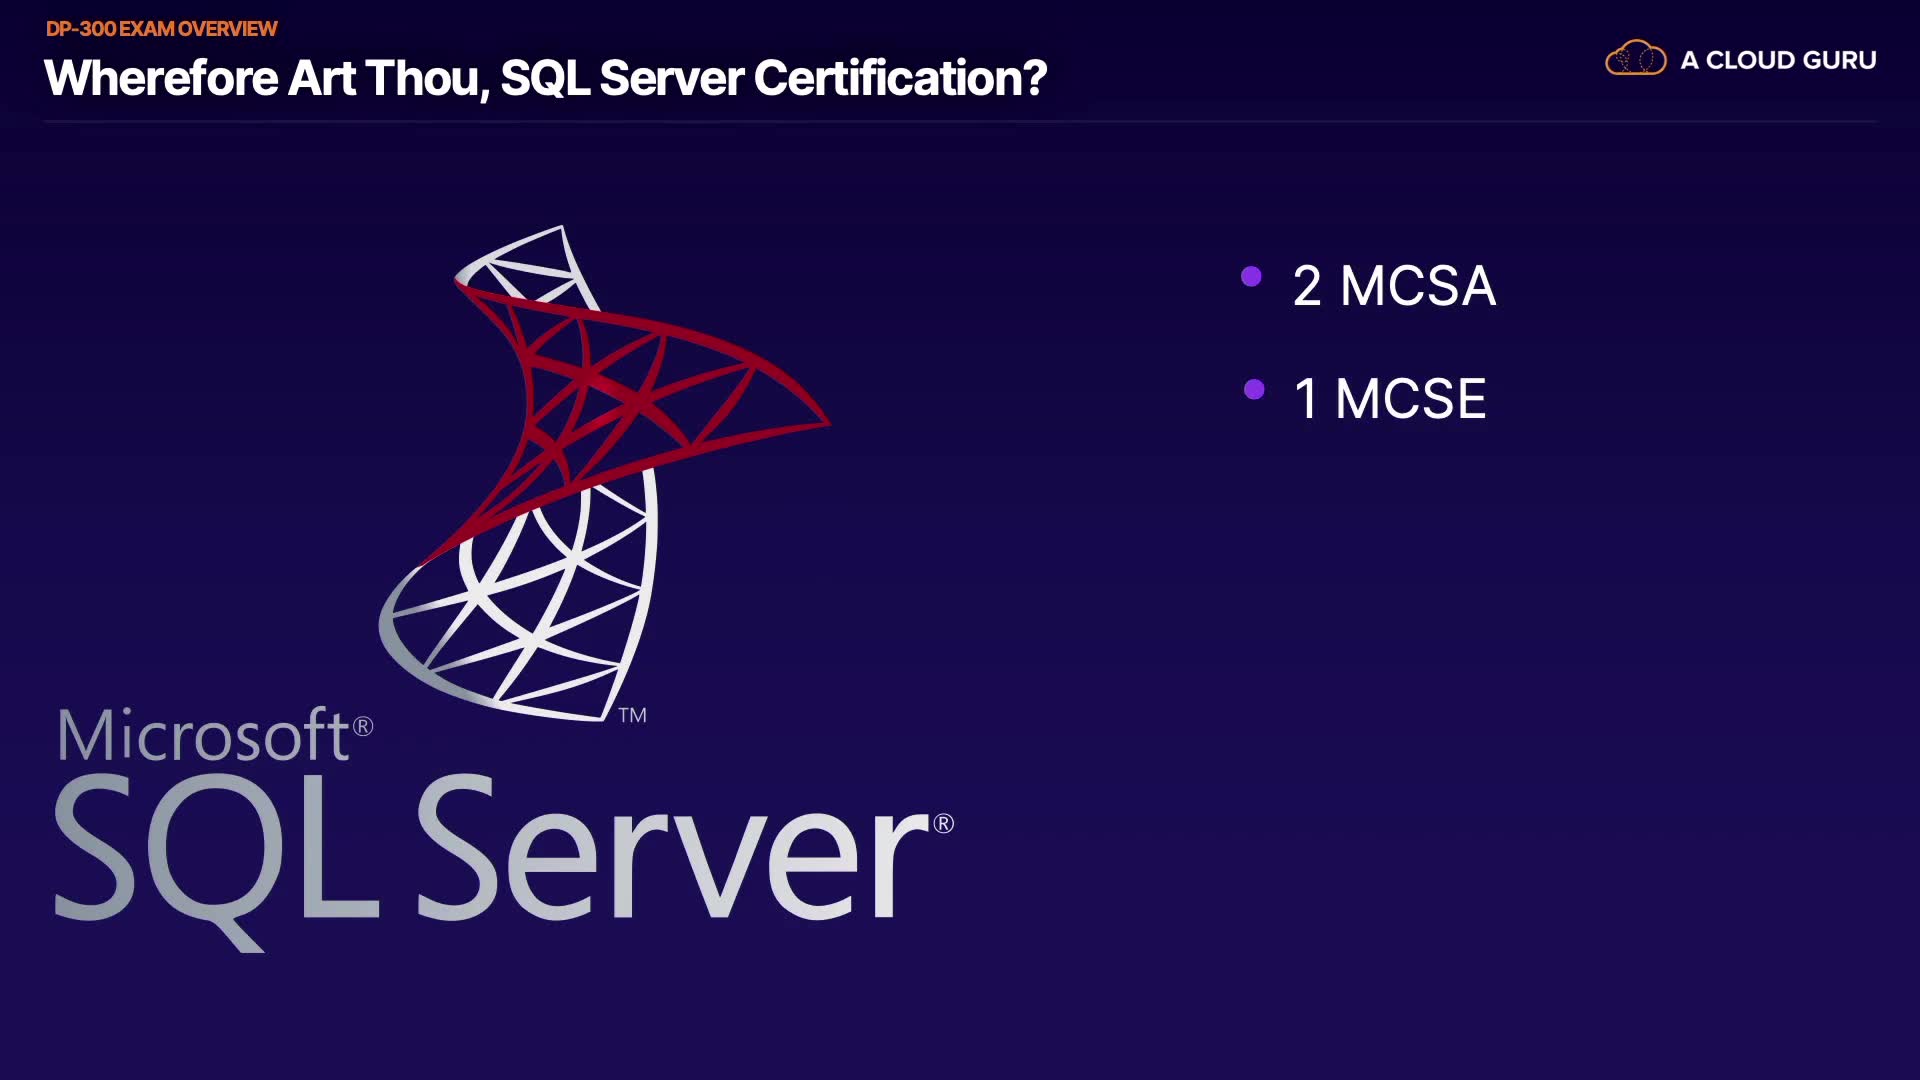 DP-300 EXAM OVERVIEW
Wherefore Art Thou, SQL Server Certification?
A CLOUD GURU
• 2 MCSA
• 1 MCSE
TM
Microsoft®
SQL Server®